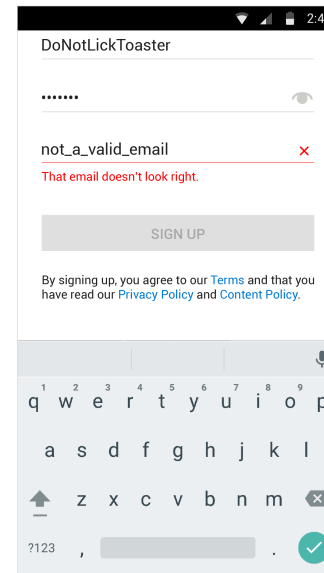 2:4
DoNotLickToaster
•••••••
not_a_valid_email
That email doesn't look right.
SIGN UP
By signing up, you agree to our Terms and that you
have read our Privacy Policy and Content Policy.
1 2 3 4 5 6 7 8 9
q w e r t y u i o p
a s d f g h j k l
z x c v b n m
?123 , .